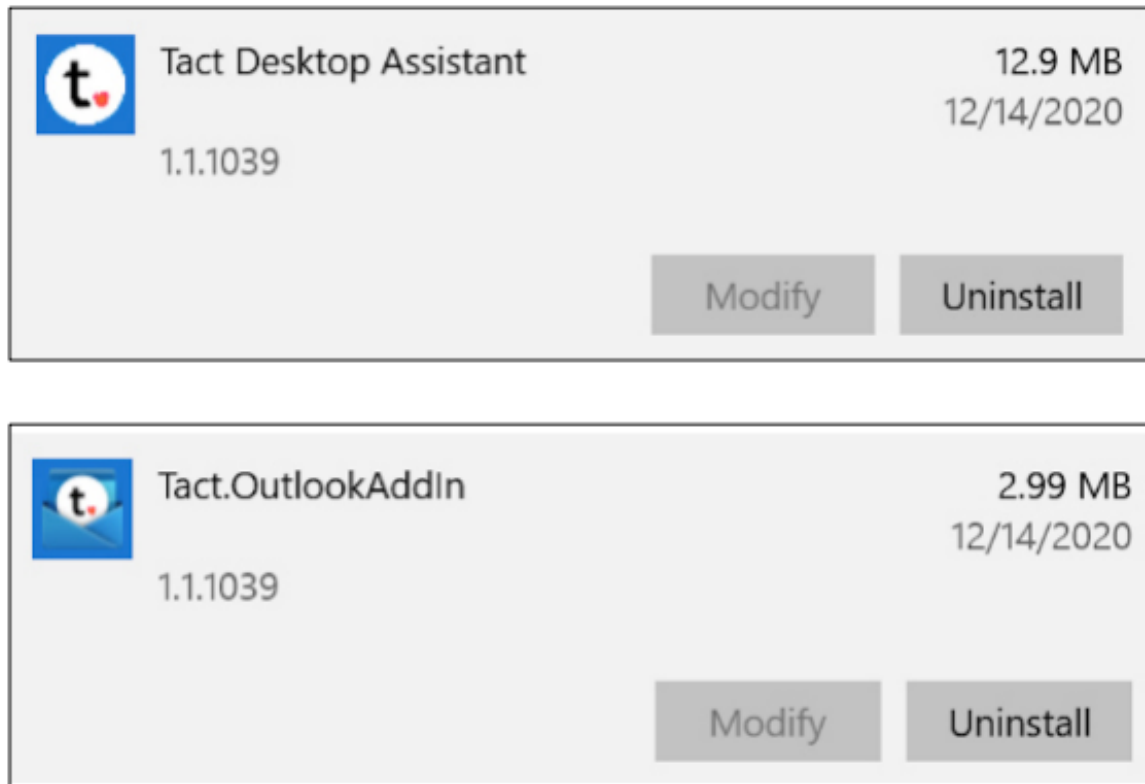 t.
Tact Desktop Assistant
12.9 MB
12/14/2020
1.1.1039
Modify
Uninstall
t.
Tact.OutlookAddIn
2.99 MB
12/14/2020
1.1.1039
Modify
Uninstall